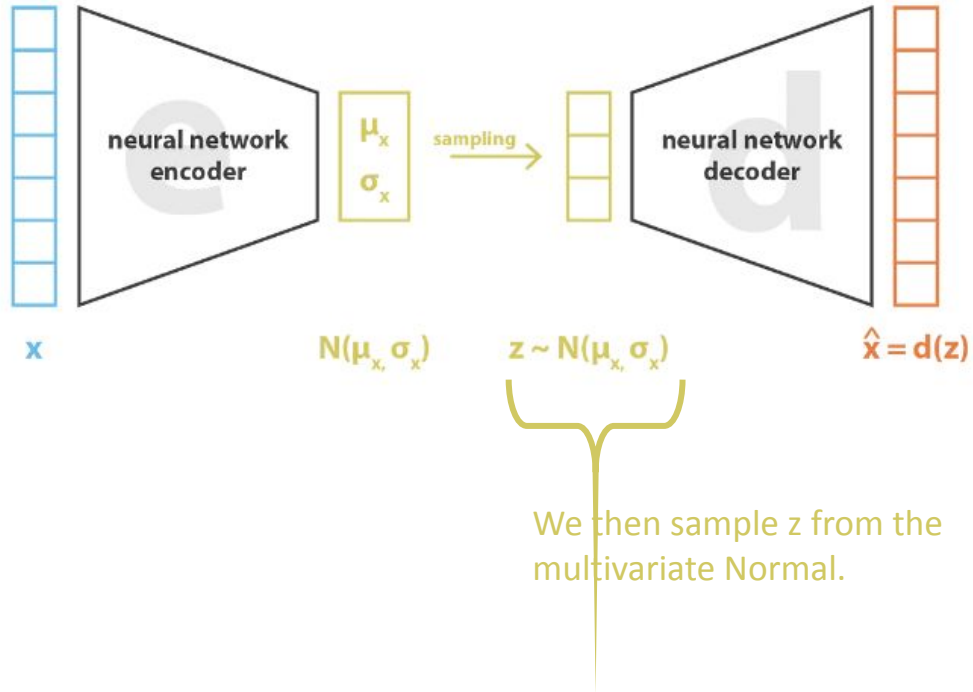 e
neural network
encoder
μx
σx
sampling
d
neural network
decoder
x
N(μx, σx)
z ~ N(μx, σx)
x̂ = d(z)
We then sample z from the
multivariate Normal.